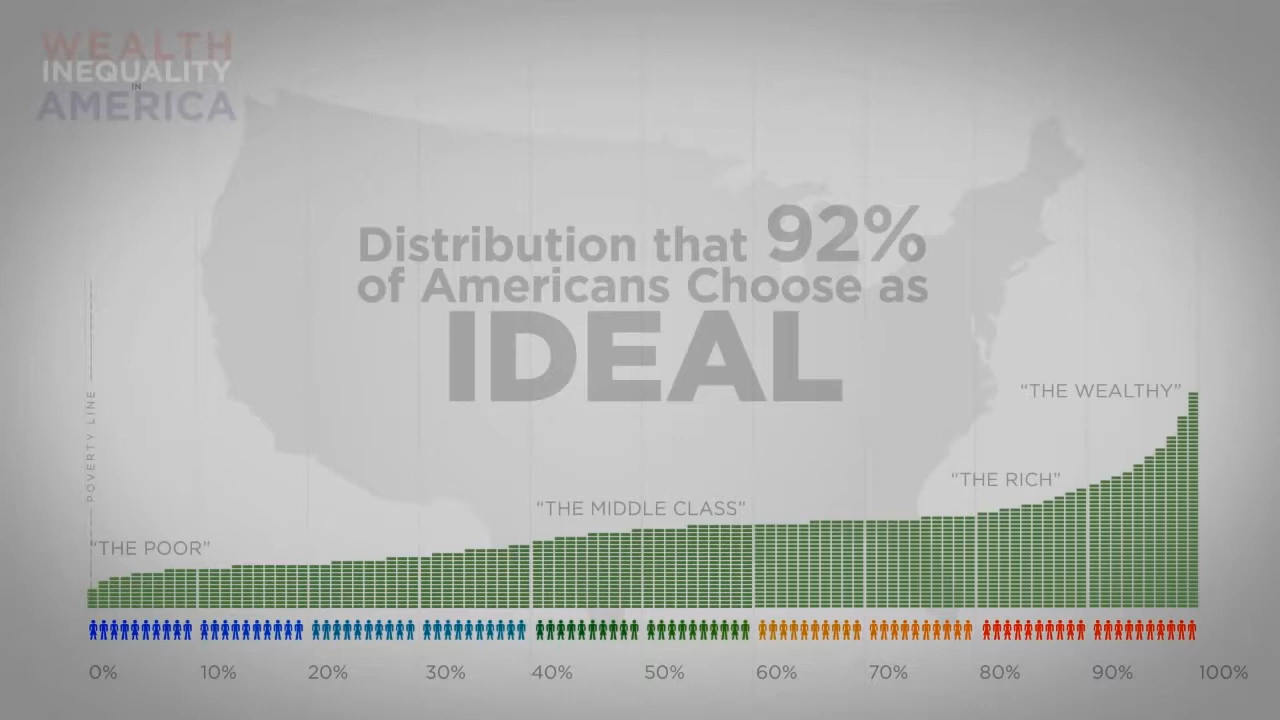 WEALTH
INEQUALITY
IN
AMERICA
Distribution that 92%
of Americans Choose as
IDEAL
"THE WEALTHY"
POVERTY LINE
"THE RICH"
"THE MIDDLE CLASS"
"THE POOR"
0% 10% 20% 30% 40% 50% 60% 70% 80% 90% 100%